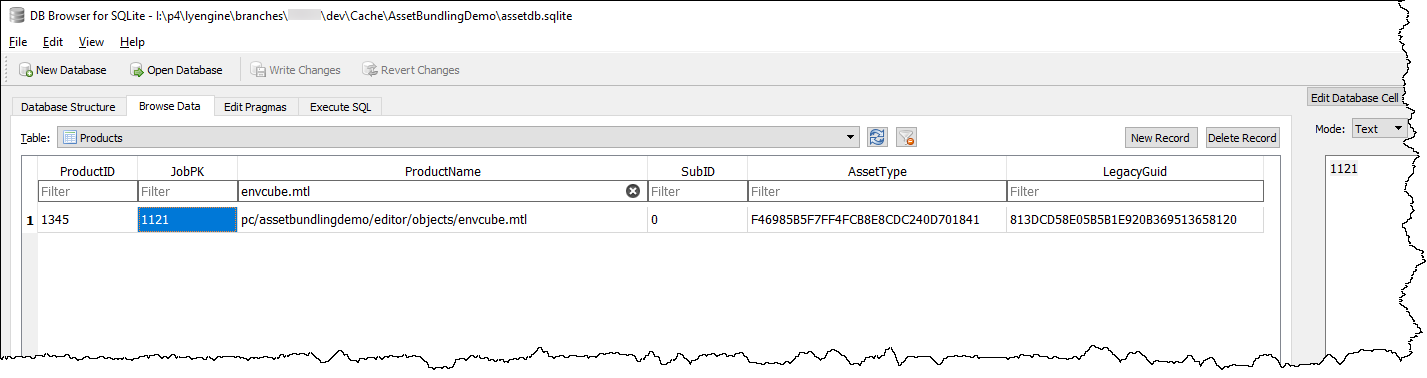 DB Browser for SQLite - I:\p4\lyengine\branches\ \dev\Cache\AssetBundlingDemo\assetdb.sqlite
File Edit View Help
New Database Open Database Write Changes Revert Changes
Database Structure Browse Data Edit Pragmas Execute SQL
Edit Database Cell
Table: Products New Record Delete Record
Mode: Text
ProductID JobPK ProductName SubID AssetType LegacyGuid
Filter Filter envcube.mtl Filter Filter Filter
1 1345 1121 pc/assetbundlingdemo/editor/objects/envcube.mtl 0 F46985B5F7FF4FCB8E8CDC240D701841 813DCD58E05B5B1E920B369513658120
1121